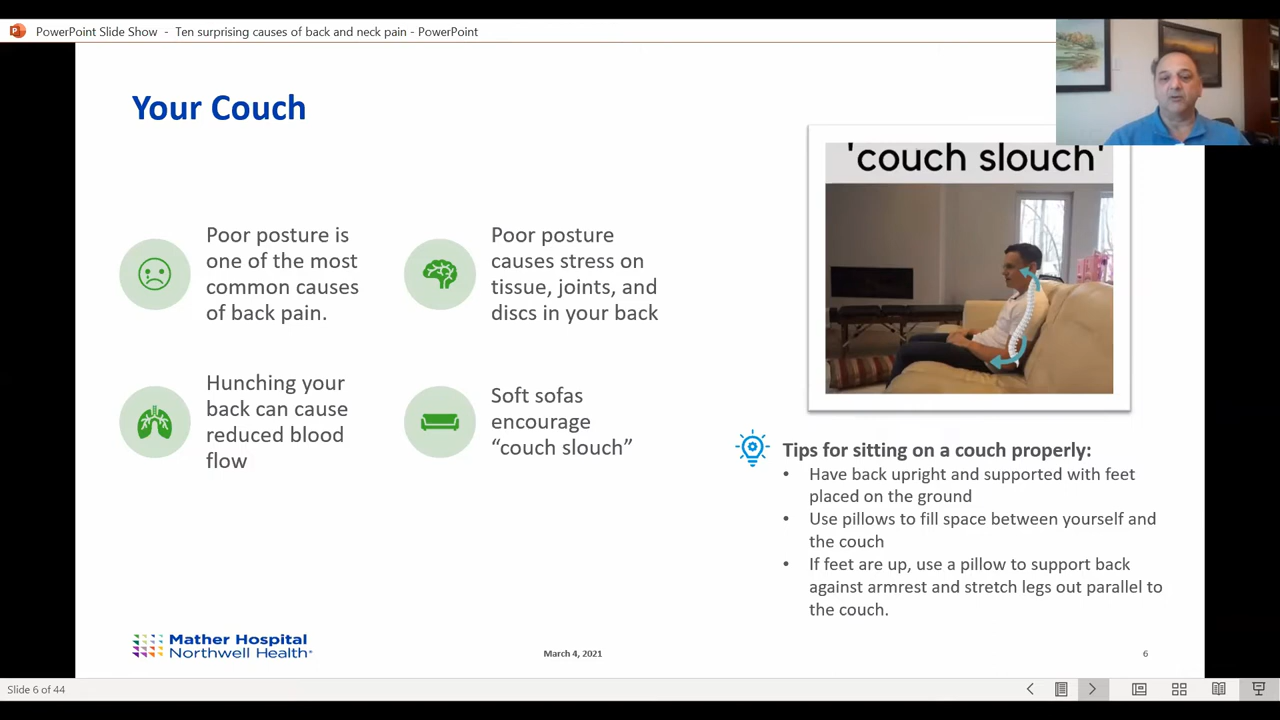 PowerPoint Slide Show - Ten surprising causes of back and neck pain - PowerPoint
Your Couch
'couch slouch'
Poor posture is
one of the most
common causes
of back pain.
Poor posture
causes stress on
tissue, joints, and
discs in your back
Hunching your
back can cause
reduced blood
flow
Soft sofas
encourage
“couch slouch”
Tips for sitting on a couch properly:
• Have back upright and supported with feet
placed on the ground
• Use pillows to fill space between yourself and
the couch
• If feet are up, use a pillow to support back
against armrest and stretch legs out parallel to
the couch.
Mather Hospital
Northwell Health
March 4, 2021
6
Slide 6 of 44